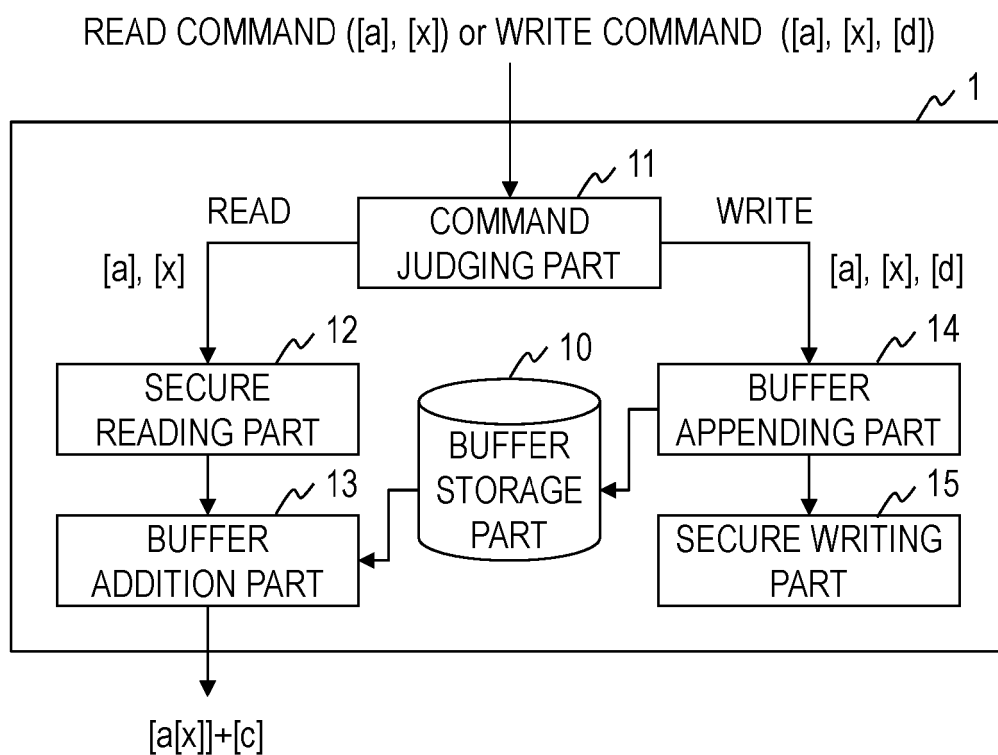 READ COMMAND ([a], [x]) or WRITE COMMAND ([a], [x], [d])
1
11
READ
COMMAND
JUDGING PART
WRITE
[a], [x]
[a], [x], [d]
12
SECURE
READING PART
10
BUFFER
STORAGE
PART
14
BUFFER
APPENDING PART
13
BUFFER
ADDITION PART
15
SECURE WRITING
PART
[a[x]]+[c]